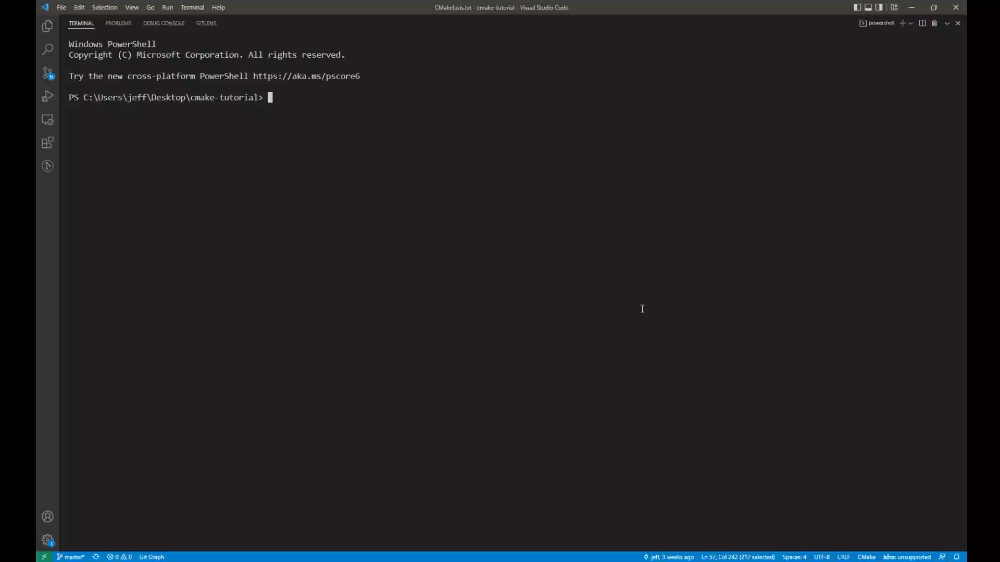 File Edit Selection View Go Run Terminal Help
CMakeLists.txt - cmake-tutorial - Visual Studio Code
TERMINAL PROBLEMS DEBUG CONSOLE GITLENS
powershell
Windows PowerShell
Copyright (C) Microsoft Corporation. All rights reserved.
Try the new cross-platform PowerShell https://aka.ms/pscore6
PS C:\Users\jeff\Desktop\cmake-tutorial>
15
1
master* 0 0 Git Graph
jeff, 3 weeks ago Ln 57, Col 242 (217 selected) Spaces: 4 UTF-8 CRLF CMake kite: unsupported